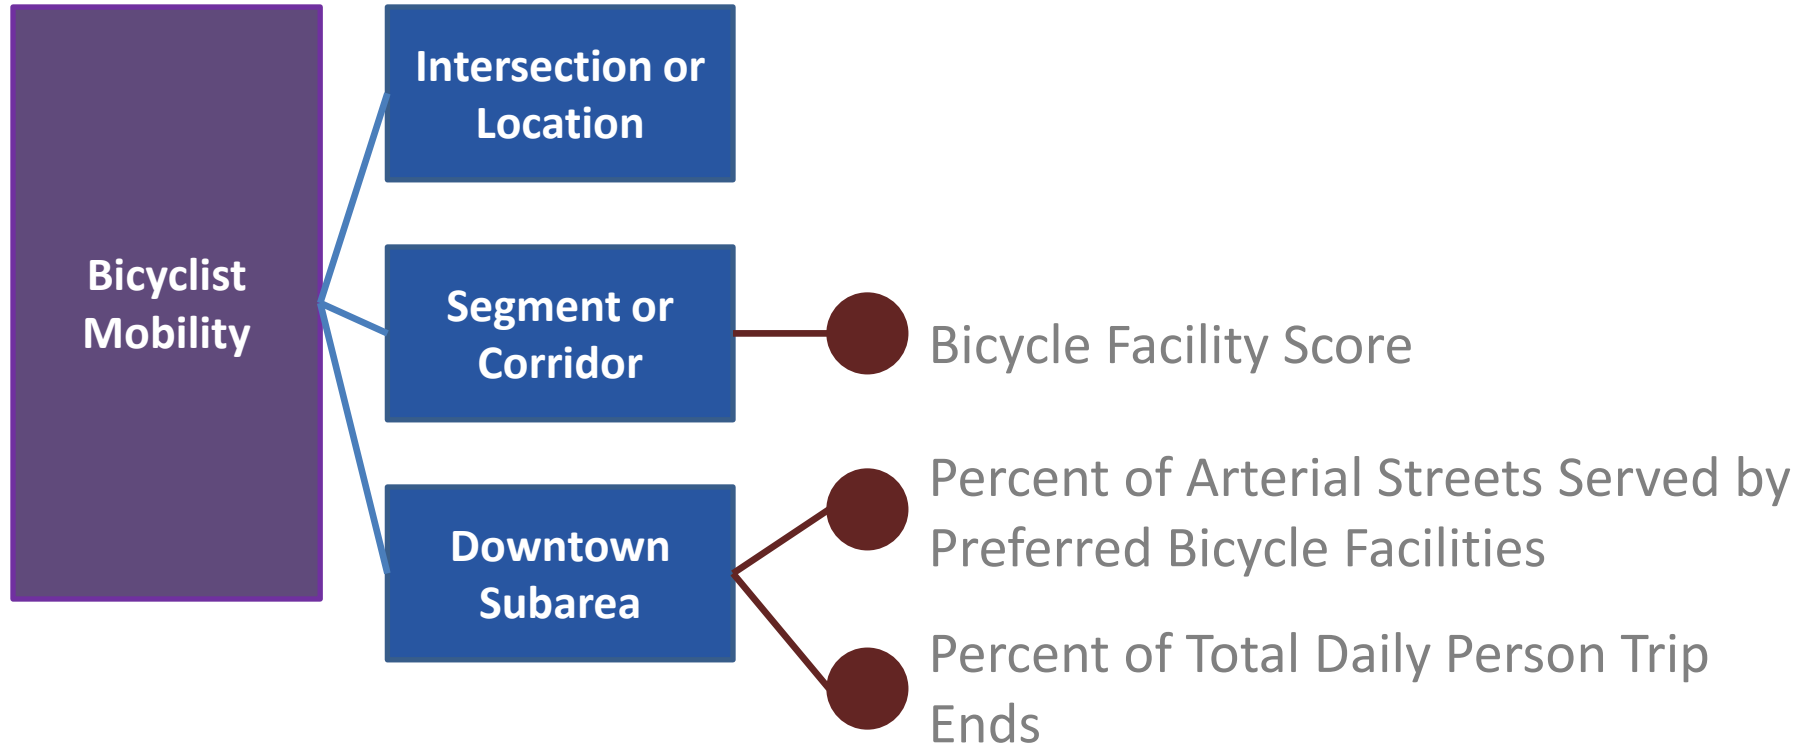 Bicyclist
Mobility
Intersection or
Location
Segment or
Corridor
Bicycle Facility Score
Downtown
Subarea
Percent of Arterial Streets Served by
Preferred Bicycle Facilities
Percent of Total Daily Person Trip
Ends